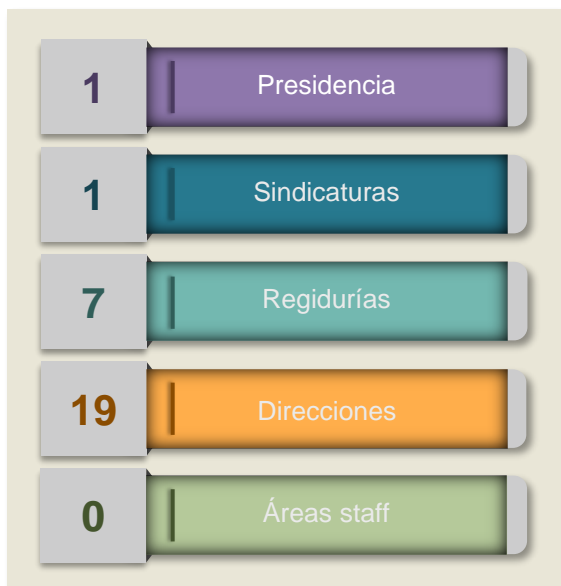 1 Presidencia
1 Sindicaturas
7 Regidurías
19 Direcciones
0 Áreas staff